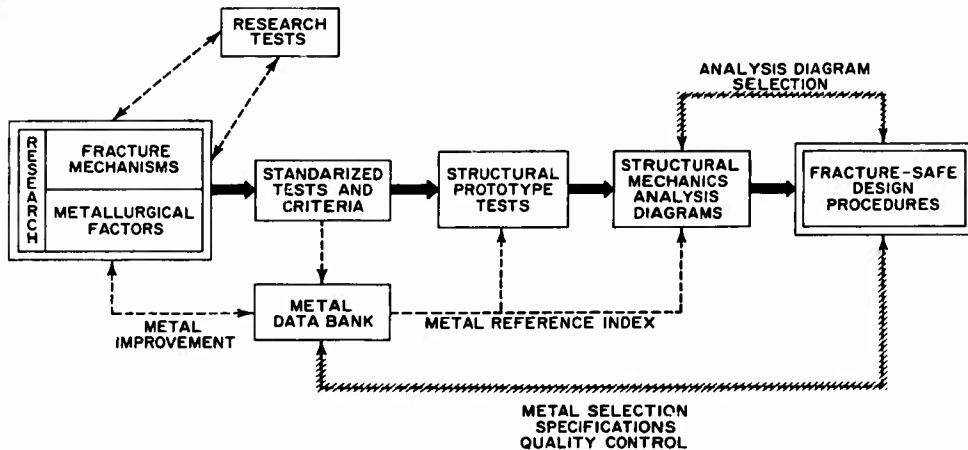 RESEARCH
TESTS
ANALYSIS DIAGRAM
SELECTION
RESEARCH
FRACTURE MECHANISMS
METALLURGICAL
FACTORS
STANDARIZED
TESTS AND
CRITERIA
STRUCTURAL
PROTOTYPE
TESTS
STRUCTURAL
MECHANICS
ANALYSIS
DIAGRAMS
FRACTURE-SAFE
DESIGN
PROCEDURES
METAL
IMPROVEMENT
METAL
DATA BANK
METAL REFERENCE INDEX
METAL SELECTION
SPECIFICATIONS
QUALITY CONTROL